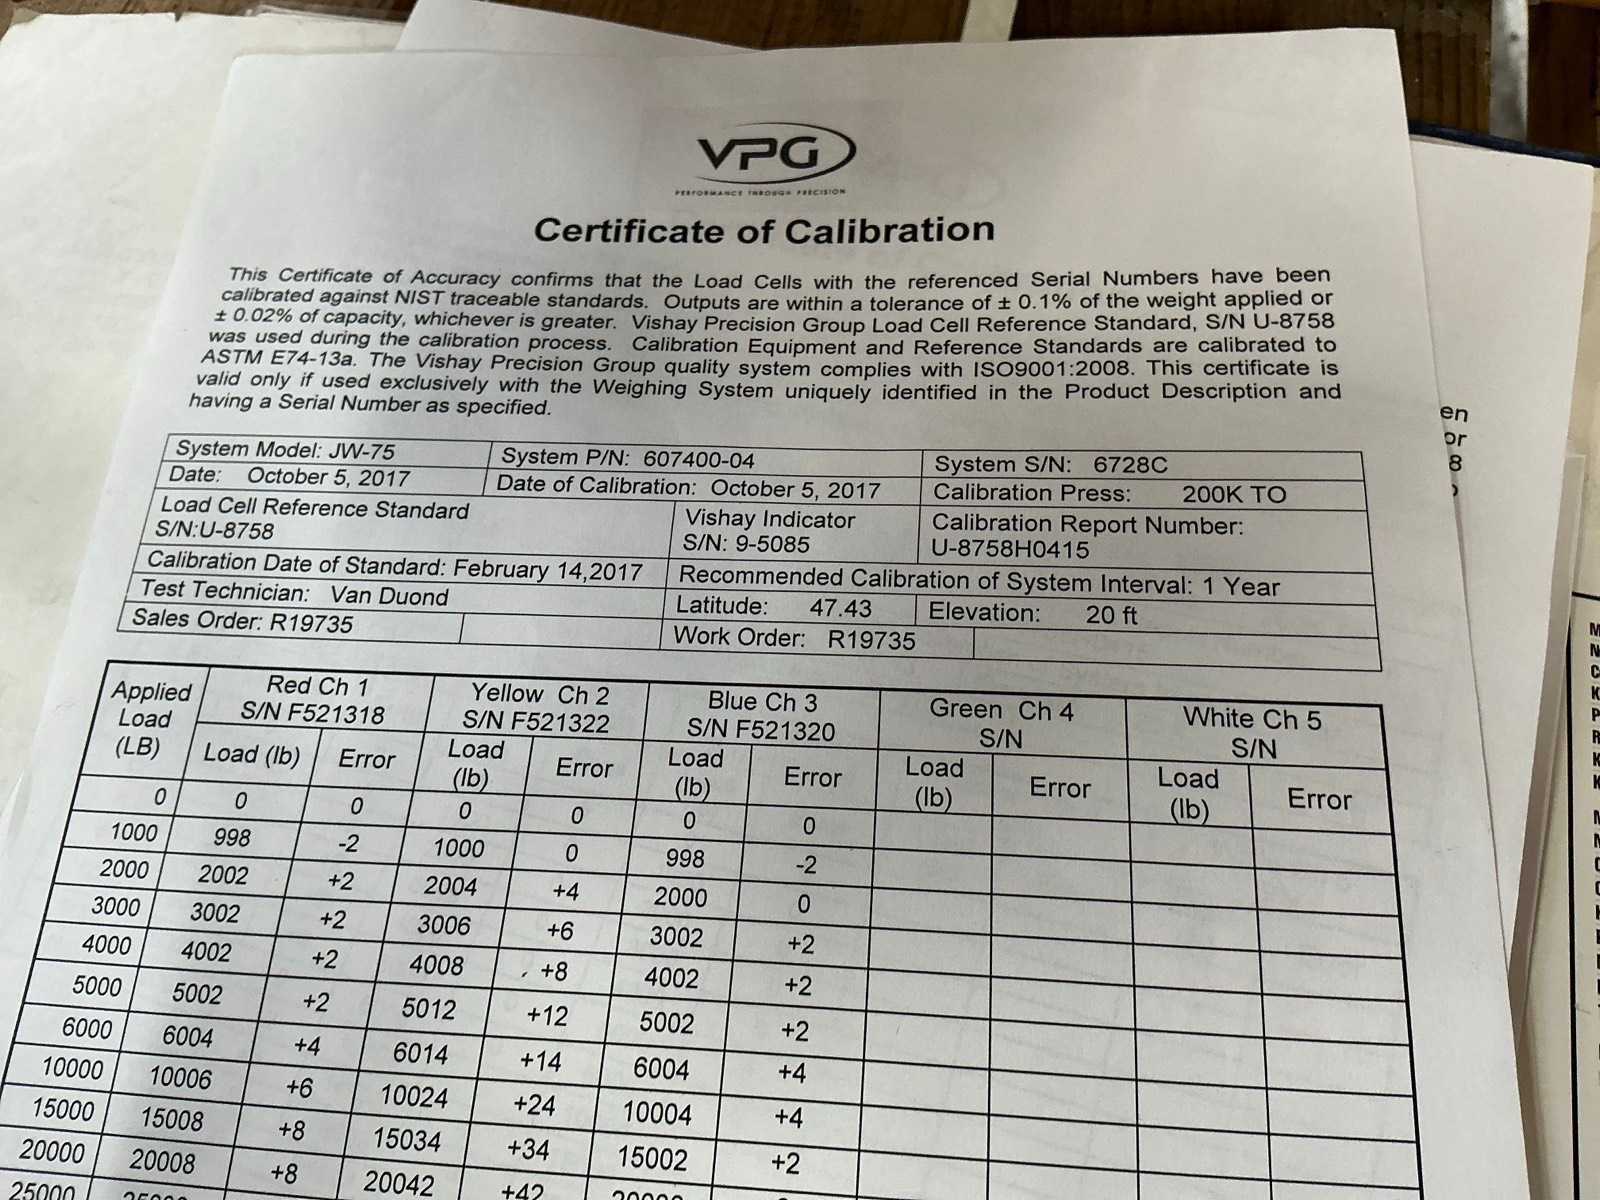 VPG
PERFORMANCE THROUGH PRECISION
Certificate of Calibration
This Certificate of Accuracy confirms that the Load Cells with the referenced Serial Numbers have been
calibrated against NIST traceable standards. Outputs are within a tolerance of ± 0.1% of the weight applied or
± 0.02% of capacity, whichever is greater. Vishay Precision Group Load Cell Reference Standard, S/N U-8758
was used during the calibration process. Calibration Equipment and Reference Standards are calibrated to
ASTM E74-13a. The Vishay Precision Group quality system complies with ISO9001:2008. This certificate is
valid only if used exclusively with the Weighing System uniquely identified in the Product Description and
having a Serial Number as specified.
System Model: JW-75 System P/N: 607400-04 System S/N: 6728C
Date: October 5, 2017 Date of Calibration: October 5, 2017 Calibration Press: 200K TO
Load Cell Reference Standard Vishay Indicator Calibration Report Number:
S/N:U-8758 S/N: 9-5085 U-8758H0415
Calibration Date of Standard: February 14,2017 Recommended Calibration of System Interval: 1 Year
Test Technician: Van Duond Latitude: 47.43 Elevation: 20 ft
Sales Order: R19735 Work Order: R19735
Applied Red Ch 1 Yellow Ch 2 Blue Ch 3 Green Ch 4 White Ch 5
Load S/N F521318 S/N F521322 S/N F521320 S/N S/N
(LB) Load (lb) Error Load (lb) Error Load (lb) Error Load (lb) Error Load (lb) Error
0 0 0 0 0 0 0
1000 998 -2 1000 0 998 -2
2000 2002 +2 2004 +4 2000 0
3000 3002 +2 3006 +6 3002 +2
4000 4002 +2 4008 +8 4002 +2
5000 5002 +2 5012 +12 5002 +2
6000 6004 +4 6014 +14 6004 +4
10000 10006 +6 10024 +24 10004 +4
15000 15008 +8 15034 +34 15002 +2
20000 20008 +8 20042 +42
25000